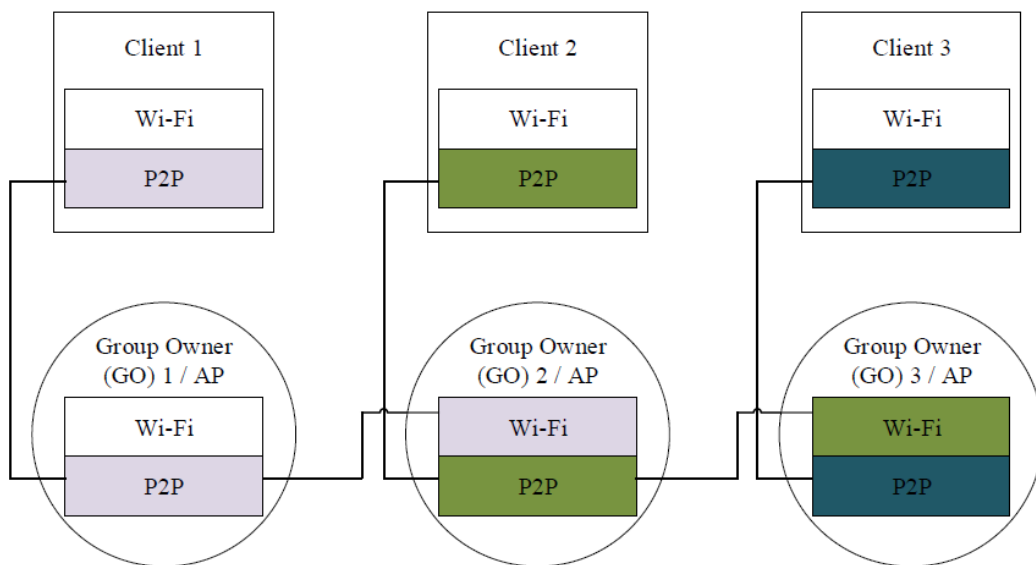 Client 1
Wi-Fi
P2P
Client 2
Wi-Fi
P2P
Client 3
Wi-Fi
P2P
Group Owner
(GO) 1 / AP
Wi-Fi
P2P
Group Owner
(GO) 2 / AP
Wi-Fi
P2P
Group Owner
(GO) 3 / AP
Wi-Fi
P2P